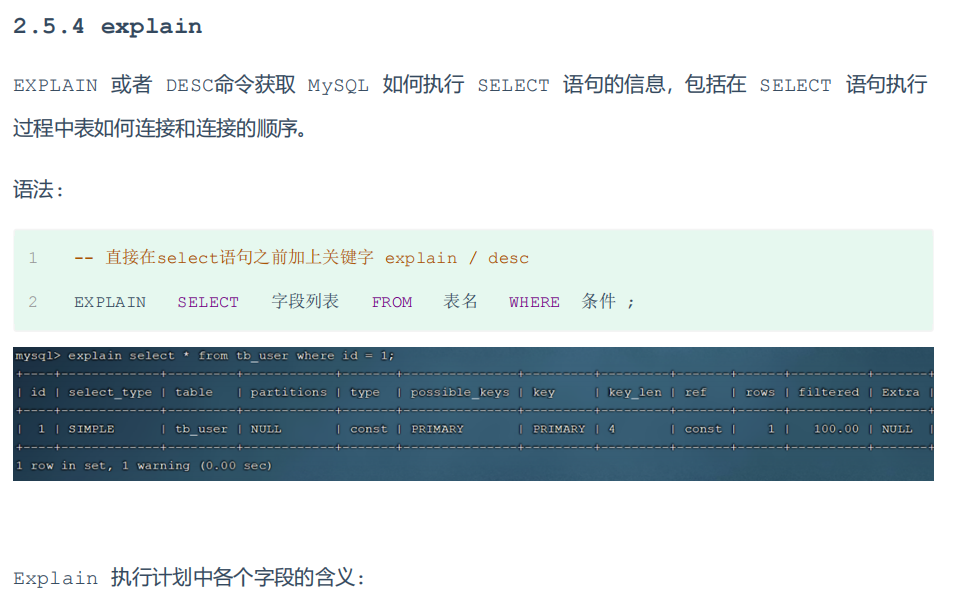 2.5.4 explain
EXPLAIN 或者 DESC命令获取 MySQL 如何执行 SELECT 语句的信息，包括在 SELECT 语句执行
过程中表如何连接和连接的顺序。
语法：
1 -- 直接在select语句之前加上关键字 explain / desc
2 EXPLAIN SELECT 字段列表 FROM 表名 WHERE 条件 ;
mysql> explain select * from tb_user where id = 1;
+----+-------------+---------+------------+-------+---------------+---------+---------+-------+------+----------+-------+
| id | select_type | table | partitions | type | possible_keys | key | key_len | ref | rows | filtered | Extra |
+----+-------------+---------+------------+-------+---------------+---------+---------+-------+------+----------+-------+
| 1 | SIMPLE | tb_user | NULL | const | PRIMARY | PRIMARY | 4 | const | 1 | 100.00 | NULL |
+----+-------------+---------+------------+-------+---------------+---------+---------+-------+------+----------+-------+
1 row in set, 1 warning (0.00 sec)
Explain 执行计划中各个字段的含义：